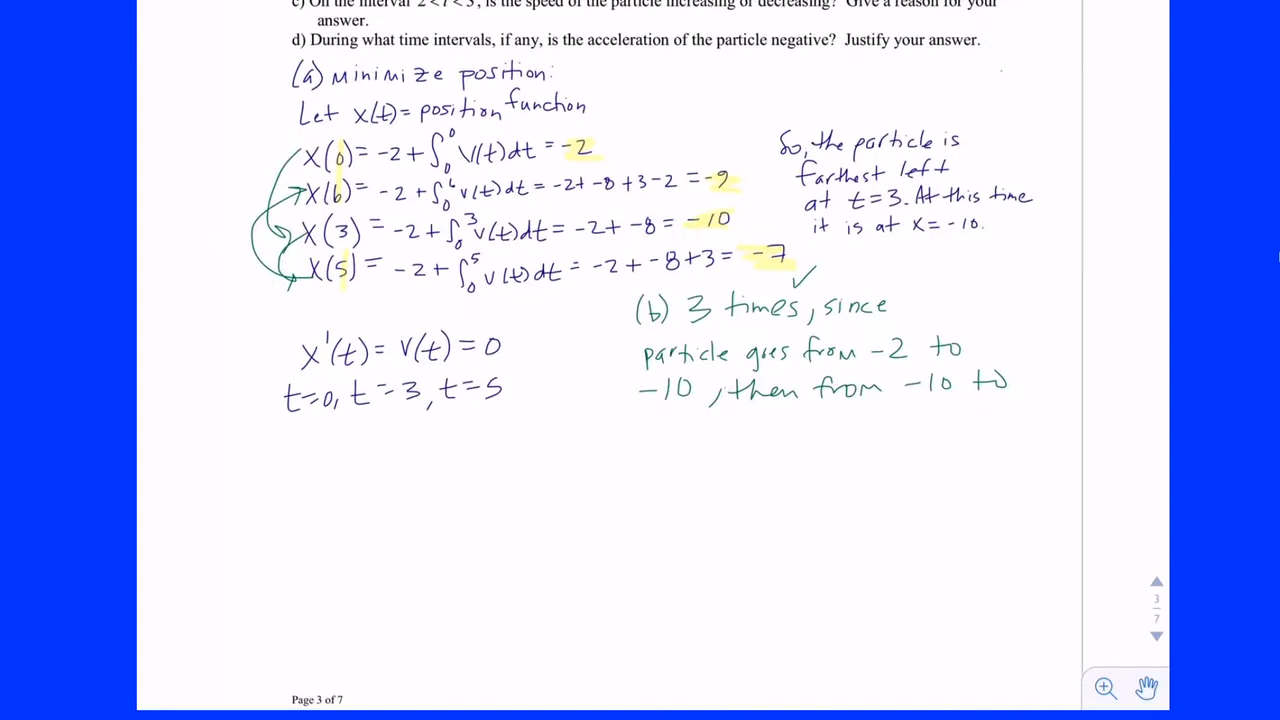 c) On the interval 2 < t < 3, is the speed of the particle increasing or decreasing? Give a reason for your
answer.
d) During what time intervals, if any, is the acceleration of the particle negative? Justify your answer.
(a) minimize position:
Let x(t) = position function
x(0) = -2 + ∫₀⁰ v(t)dt = -2
x(6) = -2 + ∫₀⁶ v(t)dt = -2 + -8 + 3 - 2 = -9
x(3) = -2 + ∫₀³ v(t)dt = -2 + -8 = -10
x(5) = -2 + ∫₀⁵ v(t)dt = -2 + -8 + 3 = -7
So, the particle is
farthest left
at t = 3. At this time
it is at x = -10.
x'(t) = v(t) = 0
t=0, t = 3, t = 5
✓
(b) 3 times, since
particle goes from -2 to
-10, then from -10 to
3
7
Page 3 of 7